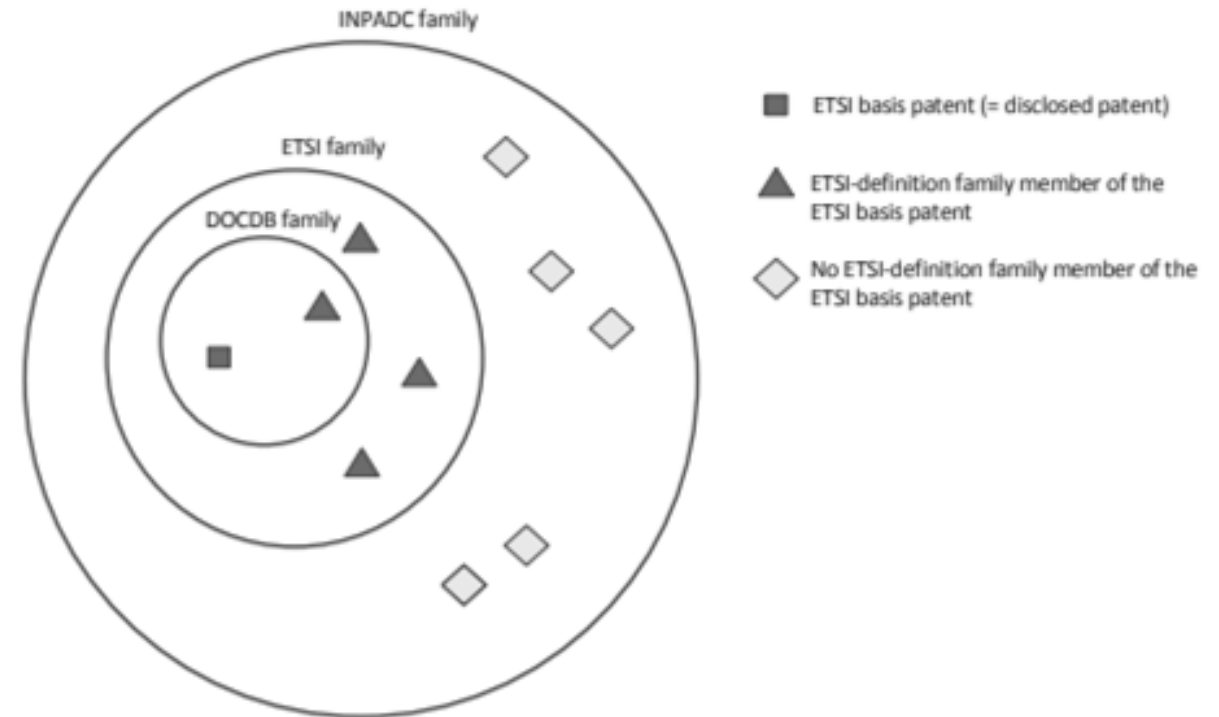 INPADC family
ETSI family
DOCDB family
ETSI basis patent (= disclosed patent)
ETSI-definition family member of the
ETSI basis patent
No ETSI-definition family member of the
ETSI basis patent